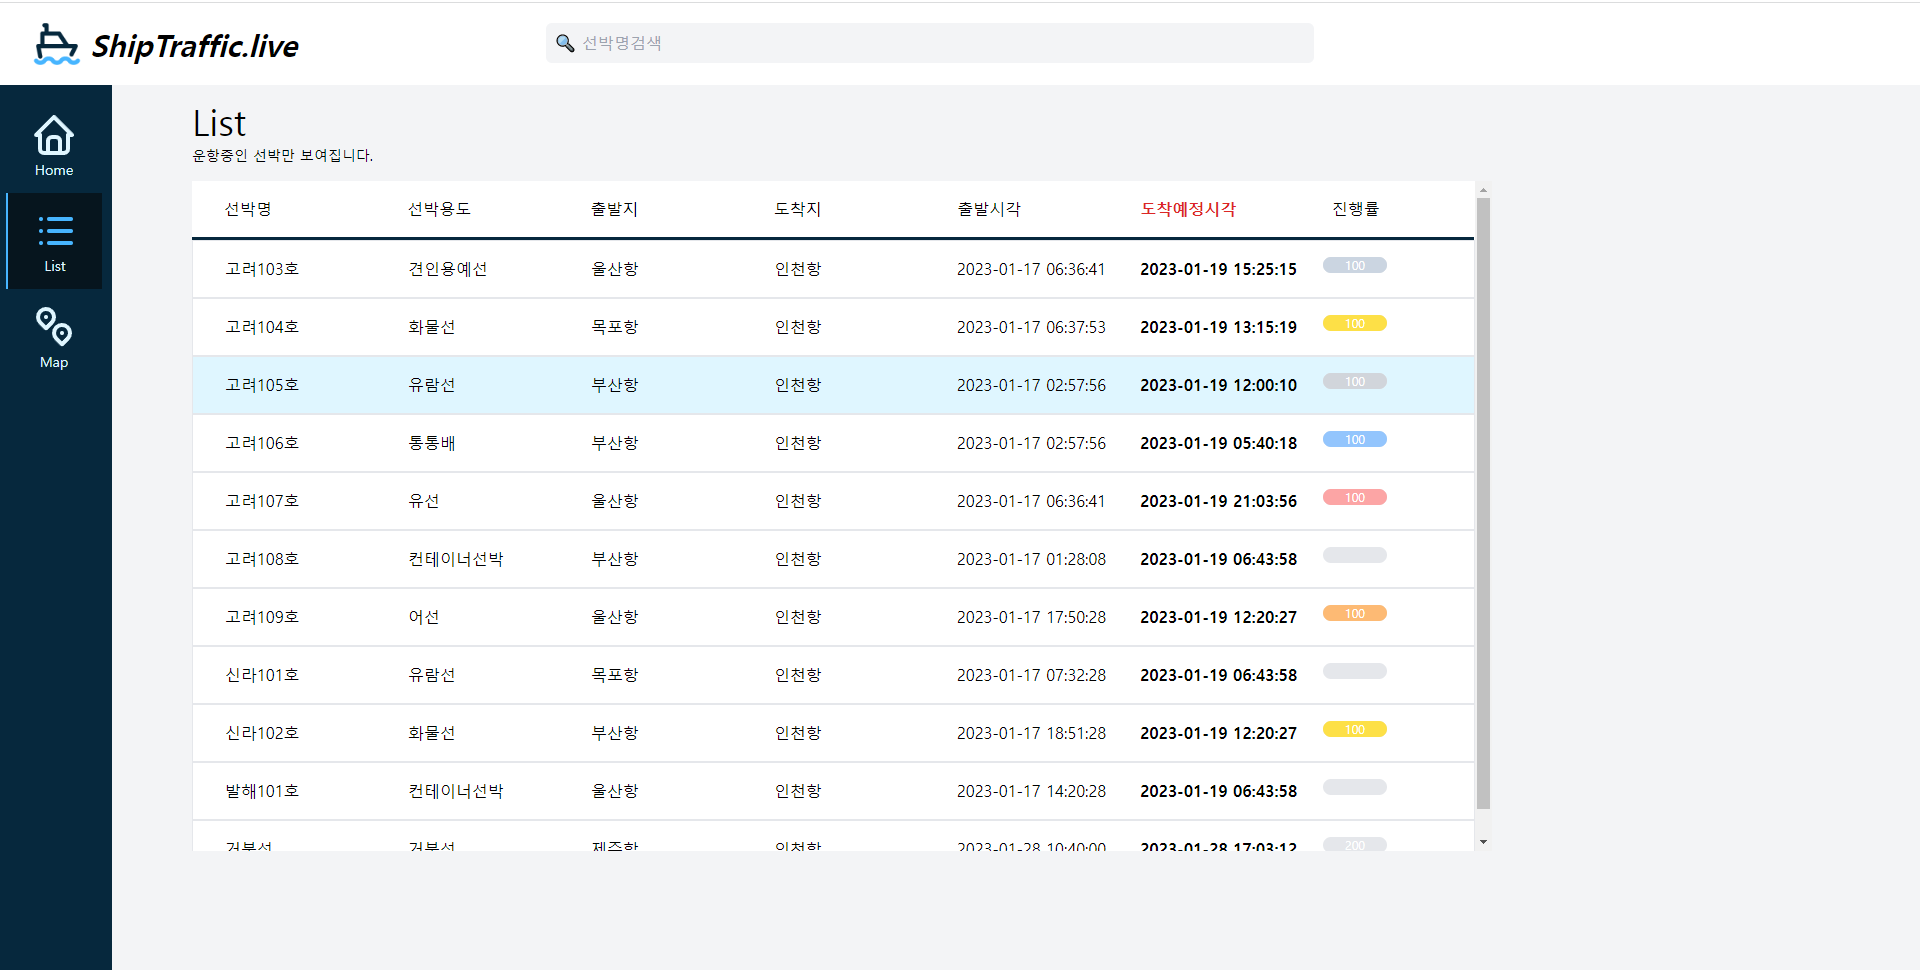 ShipTraffic.live
선박명검색
Home
List
Map
List
운항중인 선박만 보여집니다.
선박명 선박용도 출발지 도착지 출발시각 도착예정시각 진행률
고려103호 견인용예선 울산항 인천항 2023-01-17 06:36:41 2023-01-19 15:25:15 100
고려104호 화물선 목포항 인천항 2023-01-17 06:37:53 2023-01-19 13:15:19 100
고려105호 유람선 부산항 인천항 2023-01-17 02:57:56 2023-01-19 12:00:10 100
고려106호 통통배 부산항 인천항 2023-01-17 02:57:56 2023-01-19 05:40:18 100
고려107호 유선 울산항 인천항 2023-01-17 06:36:41 2023-01-19 21:03:56 100
고려108호 컨테이너선박 부산항 인천항 2023-01-17 01:28:08 2023-01-19 06:43:58
고려109호 어선 울산항 인천항 2023-01-17 17:50:28 2023-01-19 12:20:27 100
신라101호 유람선 목포항 인천항 2023-01-17 07:32:28 2023-01-19 06:43:58
신라102호 화물선 부산항 인천항 2023-01-17 18:51:28 2023-01-19 12:20:27 100
발해101호 컨테이너선박 울산항 인천항 2023-01-17 14:20:28 2023-01-19 06:43:58
거북선 거북선 제주항 인천항 2023-01-28 10:40:00 2023-01-28 17:03:12 200